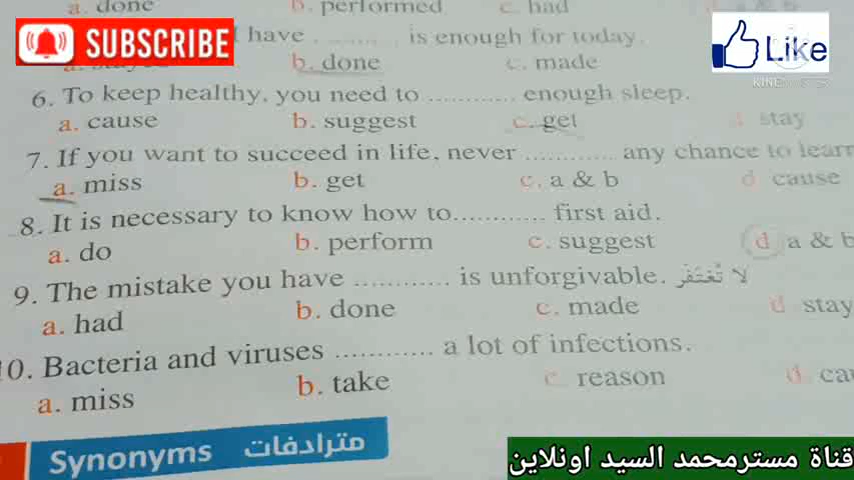 a. done b. performed c. had
SUBSCRIBE
Like
have ......... is enough for today.
b. done c. made
6. To keep healthy, you need to ............ enough sleep.
a. cause b. suggest c. get d stay
7. If you want to succeed in life, never ............ any chance to learn
a. miss b. get c. a & b d cause
8. It is necessary to know how to............ first aid.
a. do b. perform c. suggest d a & b
9. The mistake you have ............ is unforgivable. لا تُغتفَر
a. had b. done c. made d stay
10. Bacteria and viruses ............ a lot of infections.
a. miss b. take c reason d.
Synonyms مترادفات
قناة مسترمحمد السيد اونلاين